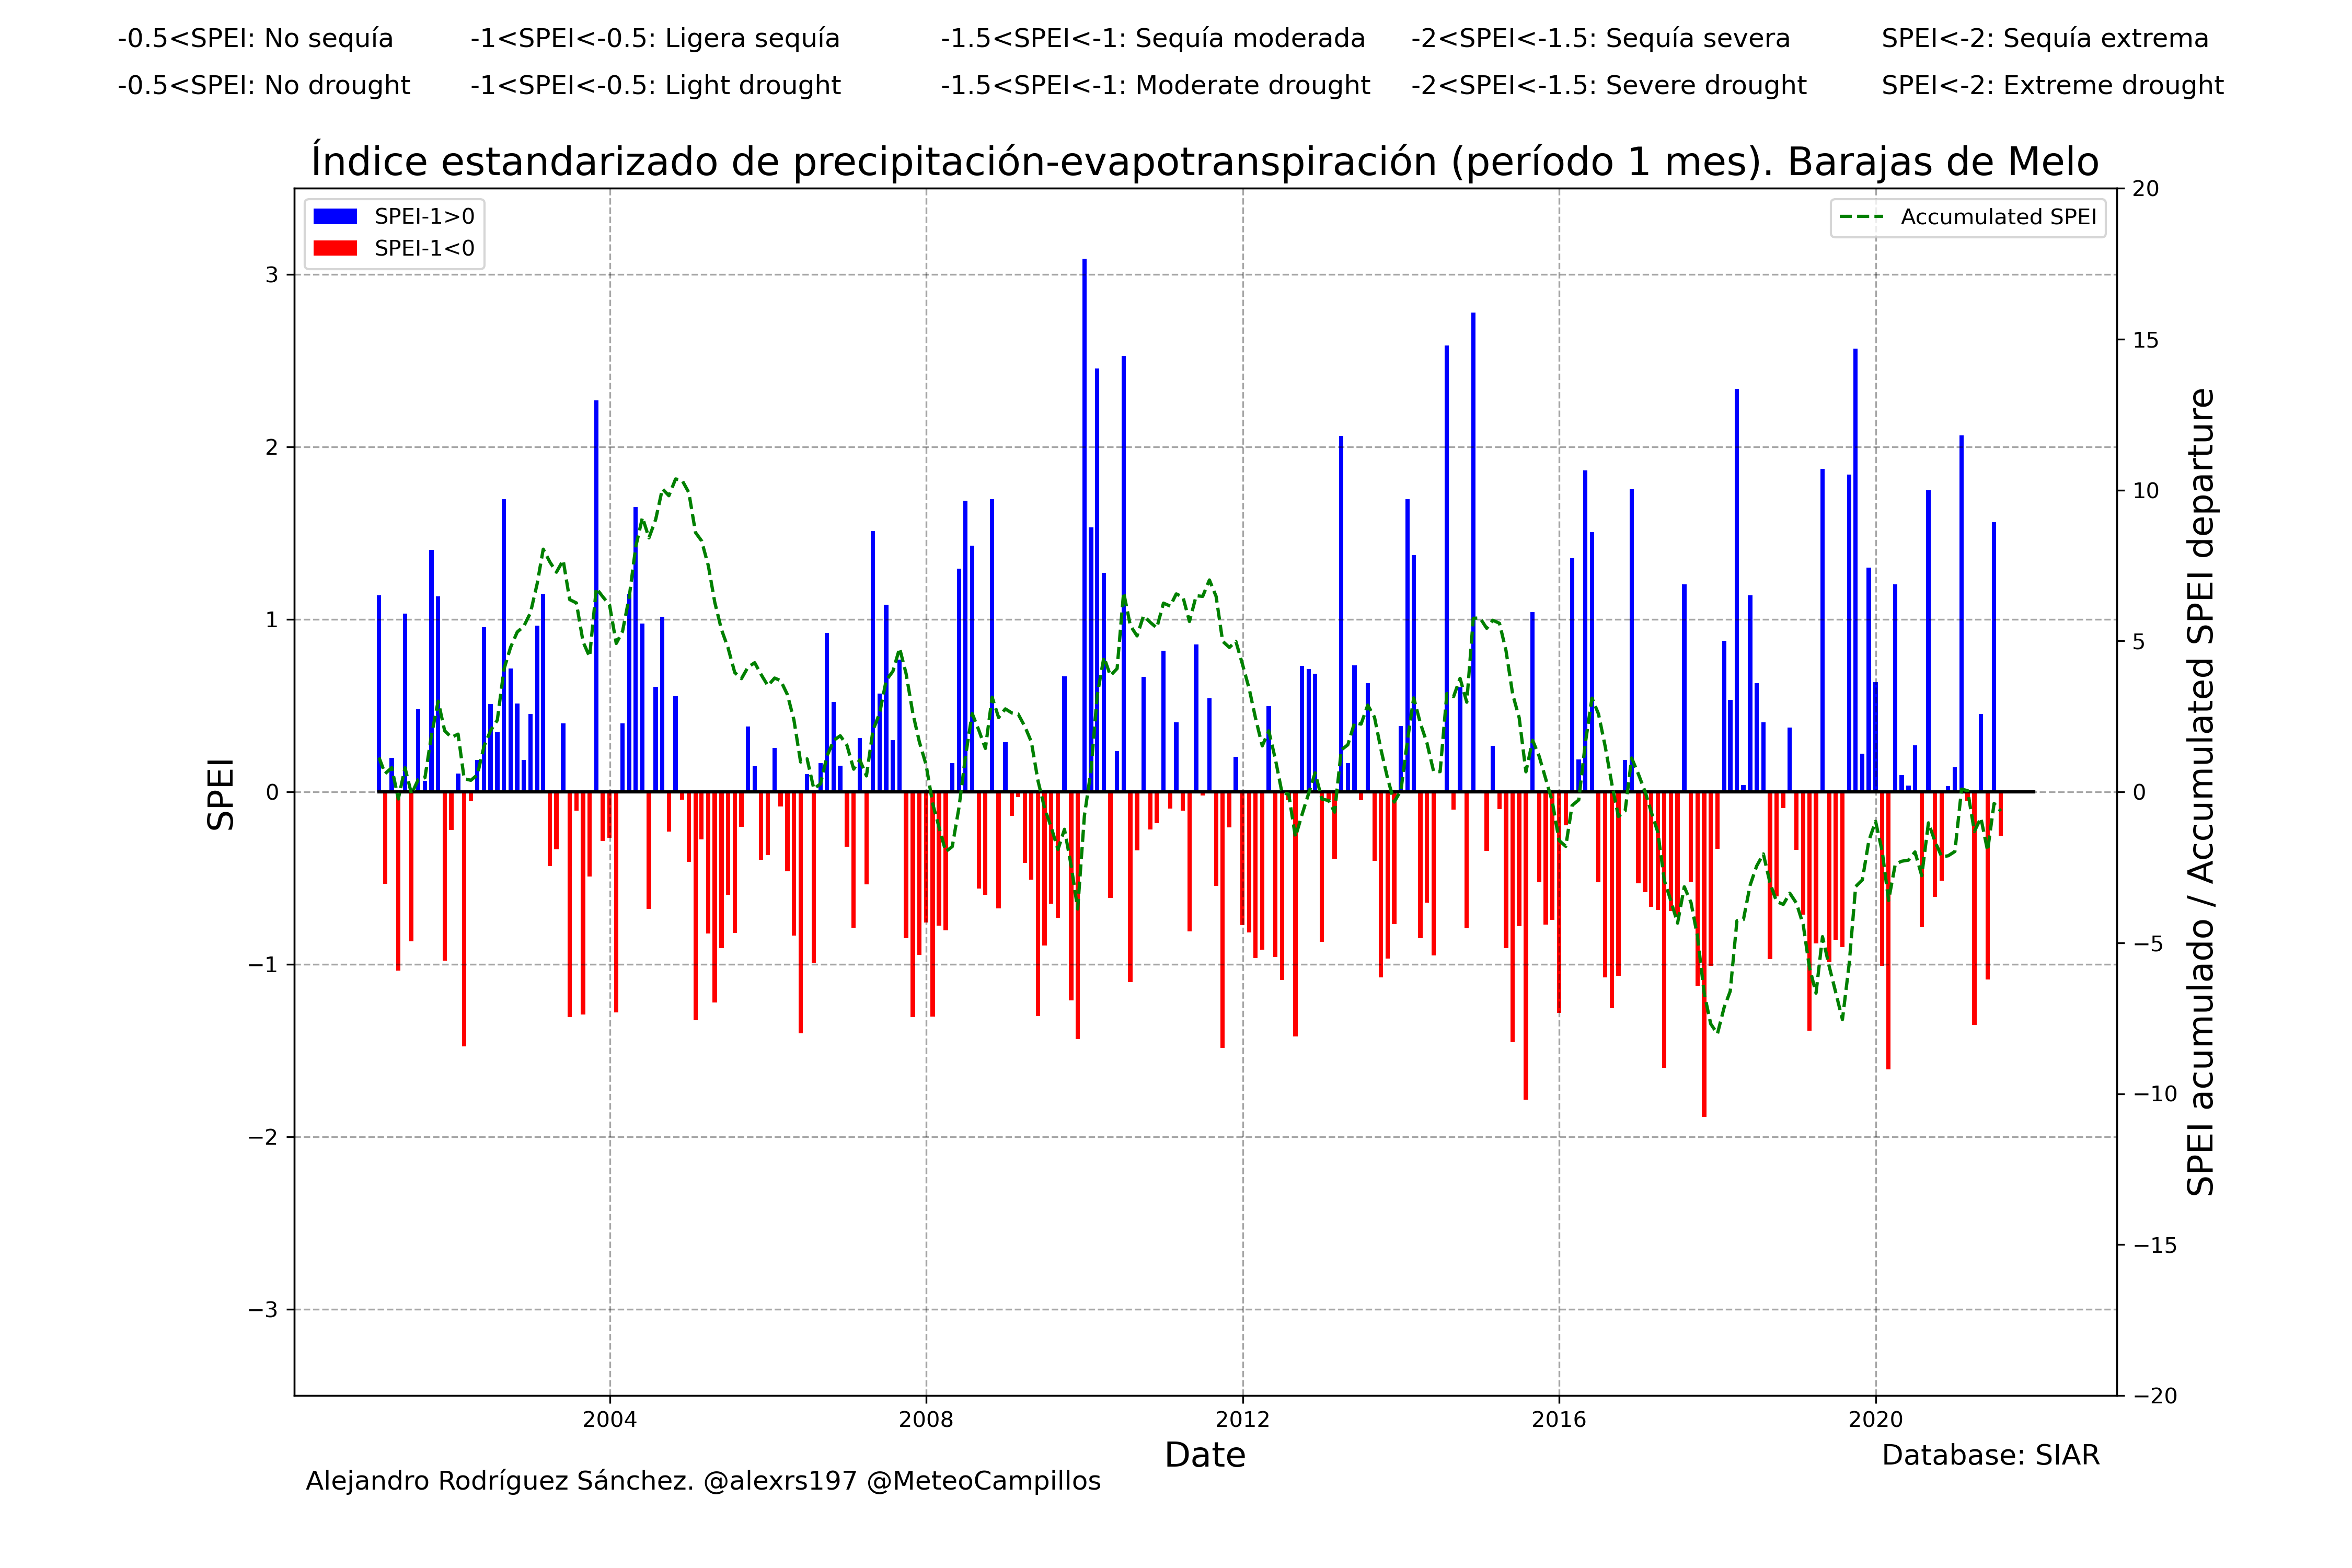 -0.5<SPEI: No sequía -1<SPEI<-0.5: Ligera sequía -1.5<SPEI<-1: Sequía moderada -2<SPEI<-1.5: Sequía severa SPEI<-2: Sequía extrema
-0.5<SPEI: No drought -1<SPEI<-0.5: Light drought -1.5<SPEI<-1: Moderate drought -2<SPEI<-1.5: Severe drought SPEI<-2: Extreme drought
Índice estandarizado de precipitación-evapotranspiración (período 1 mes). Barajas de Melo
SPEI-1>0
SPEI-1<0
Accumulated SPEI
SPEI
3
2
1
0
−1
−2
−3
20
15
10
5
0
−5
−10
−15
−20
SPEI acumulado / Accumulated SPEI departure
2004 2008 2012 2016 2020
Date
Database: SIAR
Alejandro Rodríguez Sánchez. @alexrs197 @MeteoCampillos